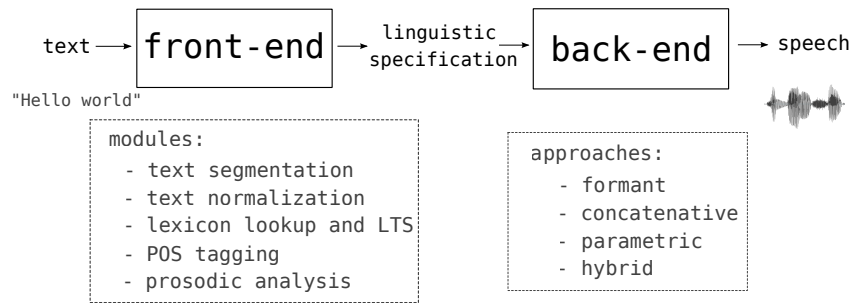 text
front-end
linguistic
specification
back-end
speech
"Hello world"
modules:
- text segmentation
- text normalization
- lexicon lookup and LTS
- POS tagging
- prosodic analysis
approaches:
- formant
- concatenative
- parametric
- hybrid